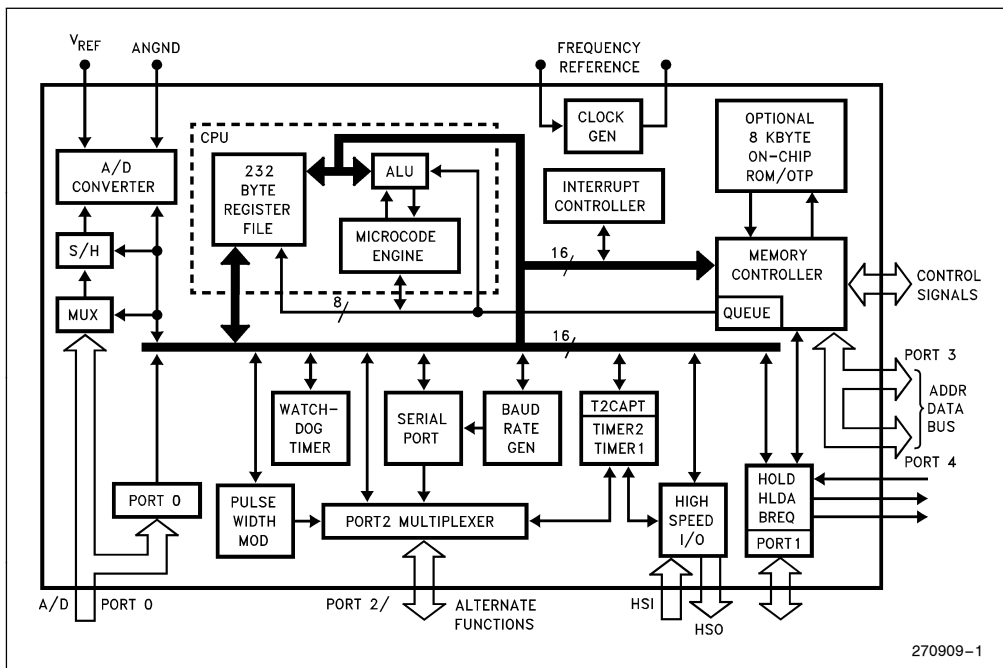 VREF
ANGND
FREQUENCY
REFERENCE
CPU
A/D
CONVERTER
232
BYTE
REGISTER
FILE
ALU
MICROCODE
ENGINE
CLOCK
GEN
INTERRUPT
CONTROLLER
OPTIONAL
8 KBYTE
ON-CHIP
ROM/OTP
S/H
MUX
16
MEMORY
CONTROLLER
QUEUE
CONTROL
SIGNALS
8
16
PORT 3
ADDR
DATA
BUS
PORT 4
WATCH-
DOG
TIMER
SERIAL
PORT
BAUD
RATE
GEN
T2CAPT
TIMER2
TIMER1
PORT 0
PULSE
WIDTH
MOD
PORT2 MULTIPLEXER
HIGH
SPEED
I/O
HOLD
HLDA
BREQ
PORT1
A/D
PORT 0
PORT 2/
ALTERNATE
FUNCTIONS
HSI
HSO
270909-1